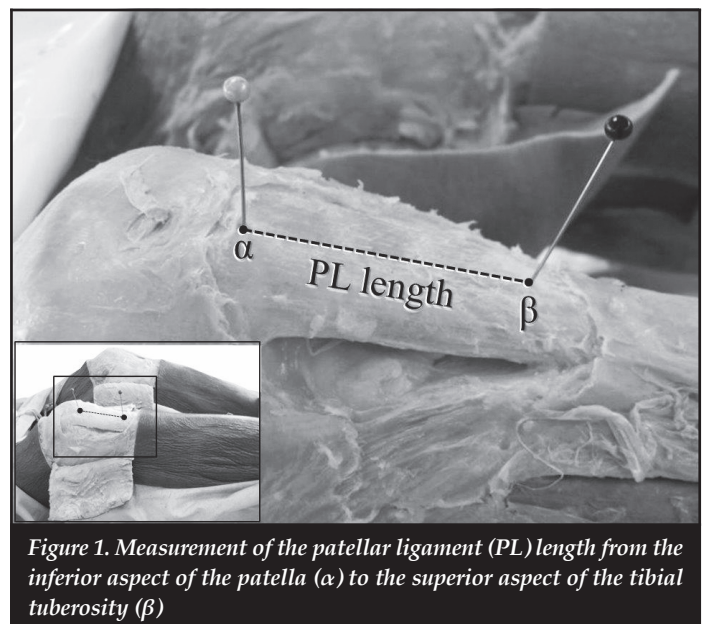 α
PL length
β
Figure 1. Measurement of the patellar ligament (PL) length from the
inferior aspect of the patella (α) to the superior aspect of the tibial
tuberosity (β)